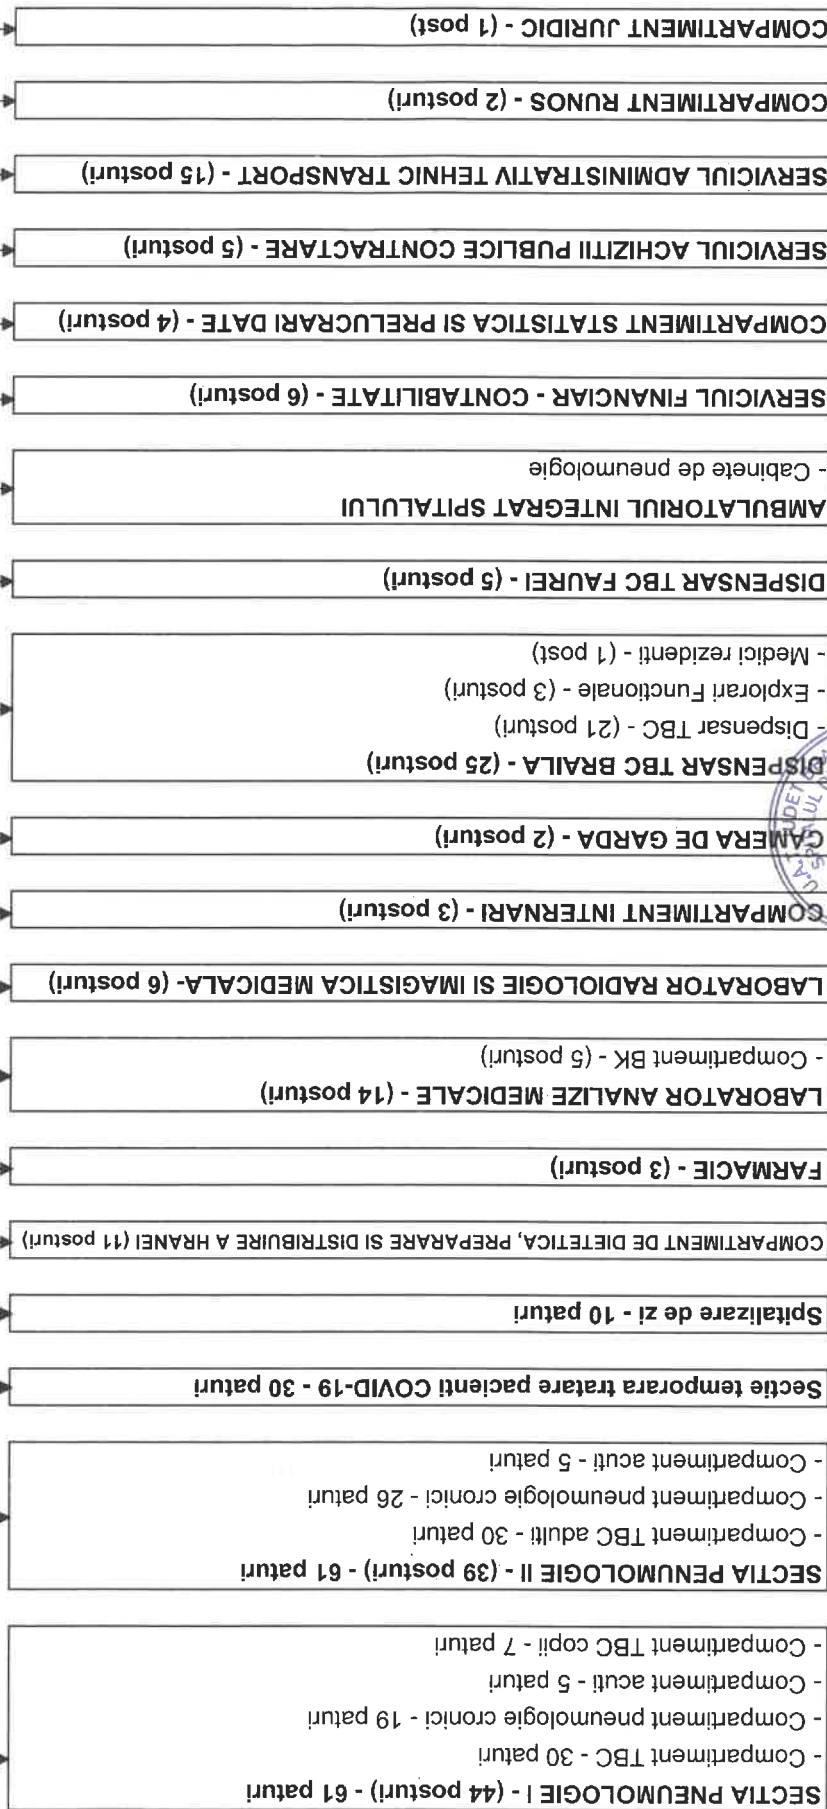 SECTIA PNEUMOLOGIE I - (44 posturi) - 61 paturi
- Compartiment TBC - 30 paturi
- Compartiment pneumologie cronici - 19 paturi
- Compartiment acuti - 5 paturi
- Compartiment TBC copii - 7 paturi
SECTIA PENUMOLOGIE II - (39 posturi) - 61 paturi
- Compartiment TBC adulti - 30 paturi
- Compartiment pneumologie cronici - 26 paturi
- Compartiment acuti - 5 paturi
Sectie temporara tratare pacienti COVID-19 - 30 paturi
Spitalizare de zi - 10 paturi
COMPARTIMENT DE DIETETICA, PREPARARE SI DISTRIBUIRE A HRANEI (11 posturi)
FARMACIE - (3 posturi)
LABORATOR ANALIZE MEDICALE - (14 posturi)
- Compartiment BK - (5 posturi)
LABORATOR RADIOLOGIE SI IMAGISTICA MEDICALA- (6 posturi)
COMPARTIMENT INTERNARI - (3 posturi)
CAMERA DE GARDA - (2 posturi)
DISPENSAR TBC BRAILA - (25 posturi)
- Dispensar TBC - (21 posturi)
- Explorari Functionale - (3 posturi)
- Medici rezidenti - (1 post)
DISPENSAR TBC FAUREI - (5 posturi)
AMBULATORIUL INTEGRAT SPITALULUI
- Cabinete de pneumologie
SERVICIUL FINANCIAR - CONTABILITATE - (6 posturi)
COMPARTIMENT STATISTICA SI PRELUCRARI DATE - (4 posturi)
SERVICIUL ACHIZITII PUBLICE CONTRACTARE - (5 posturi)
SERVICIUL ADMINISTRATIV TEHNIC TRANSPORT - (15 posturi)
COMPARTIMENT RUNOS - (2 posturi)
COMPARTIMENT JURIDIC - (1 post)